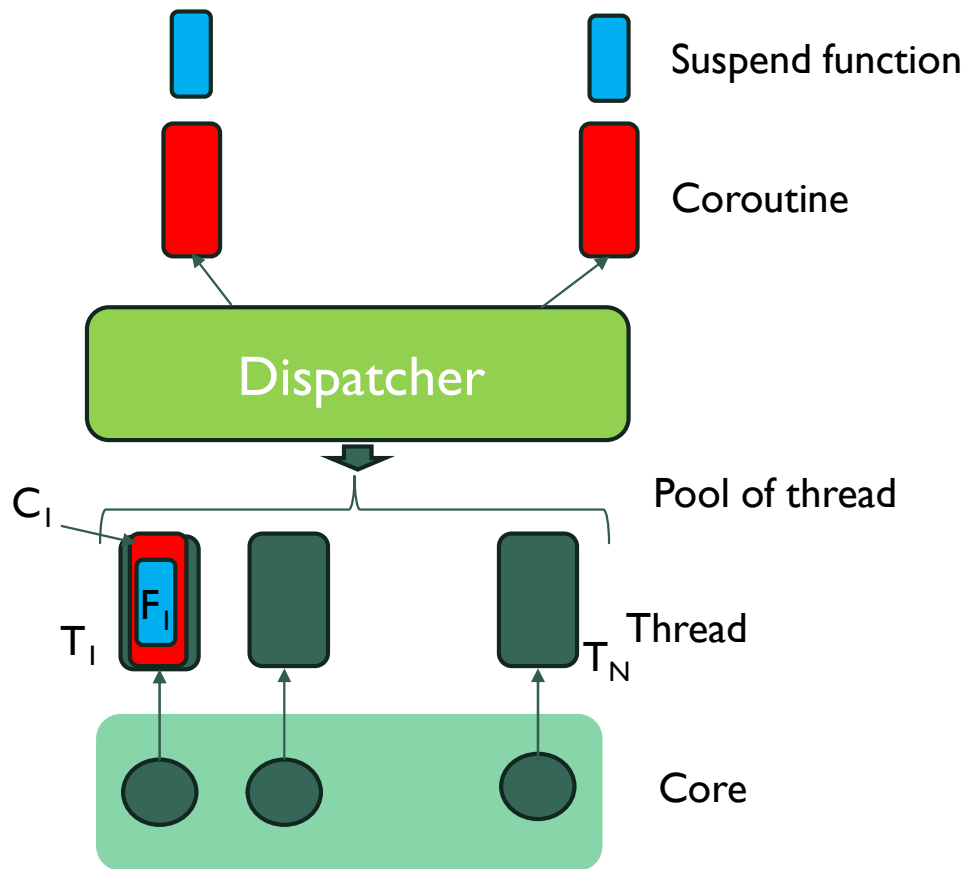 Suspend function
Coroutine
Dispatcher
Pool of thread
C1
F1
T1
Thread
TN
Core